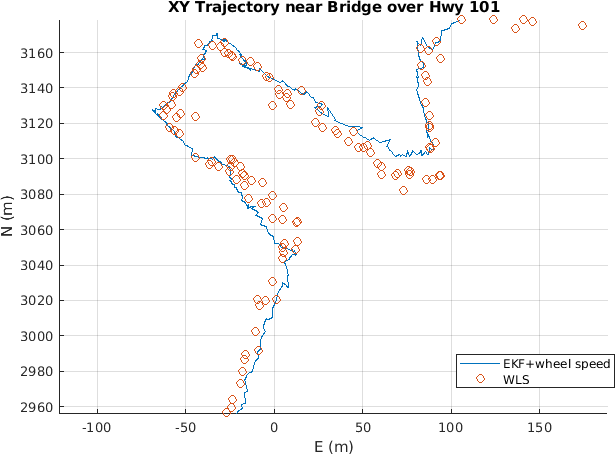 XY Trajectory near Bridge over Hwy 101
3160
3140
3120
3100
3080
3060
3040
3020
3000
2980
2960
N (m)
-100 -50 0 50 100 150
E (m)
EKF+wheel speed
WLS